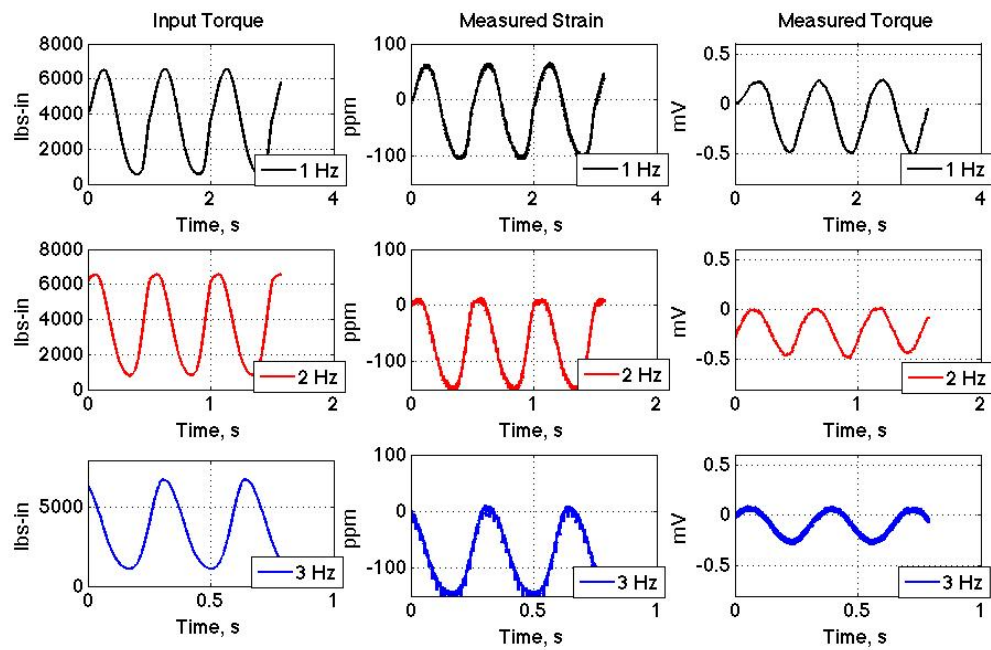 Input Torque
Measured Strain
Measured Torque
8000
6000
4000
2000
0
lbs-in
0
2
4
Time, s
1 Hz
100
0
-100
ppm
0
2
4
Time, s
1 Hz
0.5
0
-0.5
mV
0
2
4
Time, s
1 Hz
8000
6000
4000
2000
0
lbs-in
0
1
2
Time, s
2 Hz
100
0
-100
ppm
0
1
2
Time, s
2 Hz
0.5
0
-0.5
mV
0
1
2
Time, s
2 Hz
5000
0
lbs-in
0
0.5
1
Time, s
3 Hz
100
0
-100
ppm
0
0.5
1
Time, s
3 Hz
0.5
0
-0.5
mV
0
0.5
1
Time, s
3 Hz